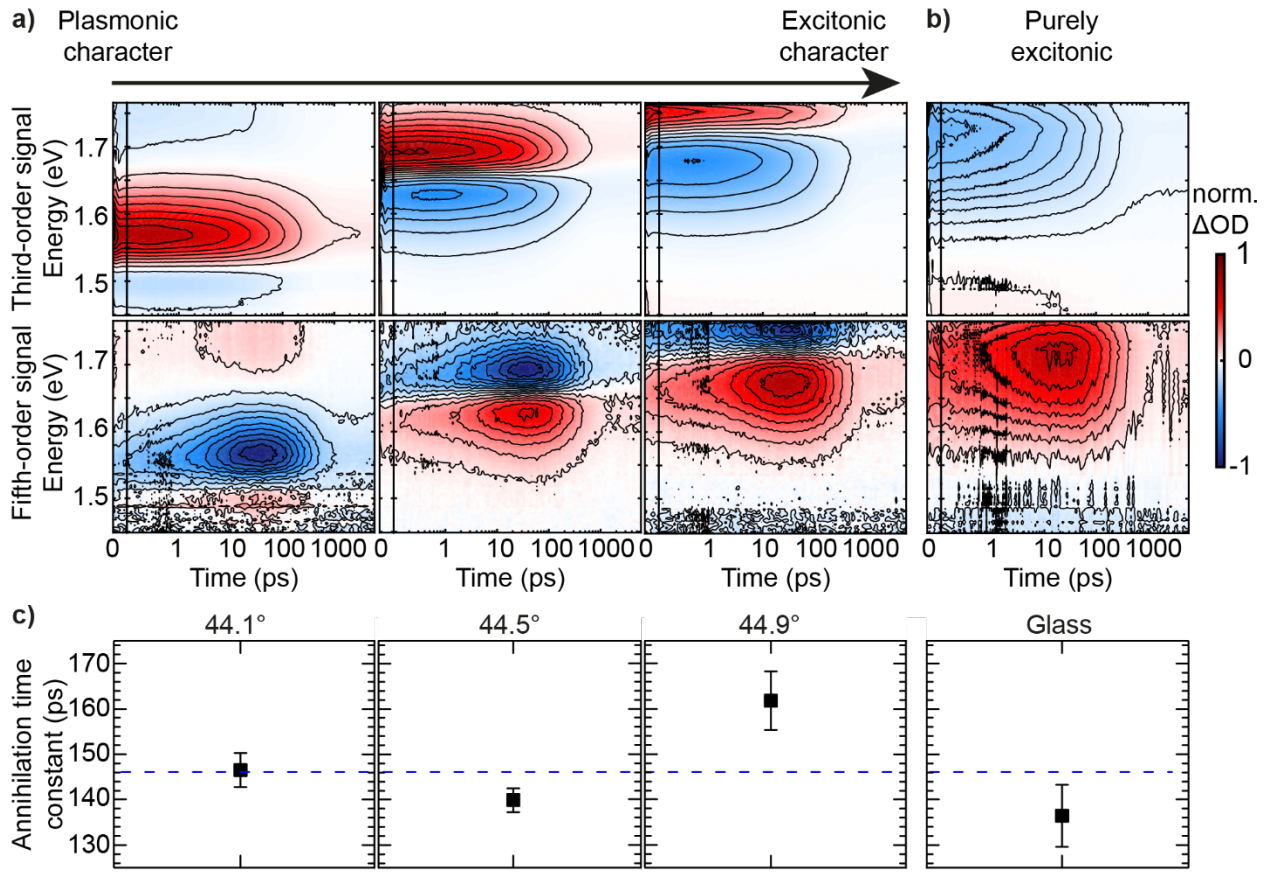 a)
Plasmonic
character
Excitonic
character
b)
Purely
excitonic
Third-order signal
Energy (eV)
1.7
1.6
1.5
norm.
ΔOD
1
0
-1
Fifth-order signal
Energy (eV)
1.7
1.6
1.5
0 1 10 100 1000
0 1 10 100 1000
0 1 10 100 1000
0 1 10 100 1000
Time (ps)
Time (ps)
Time (ps)
Time (ps)
c)
44.1°
44.5°
44.9°
Glass
Annihilation time
constant (ps)
170
160
150
140
130